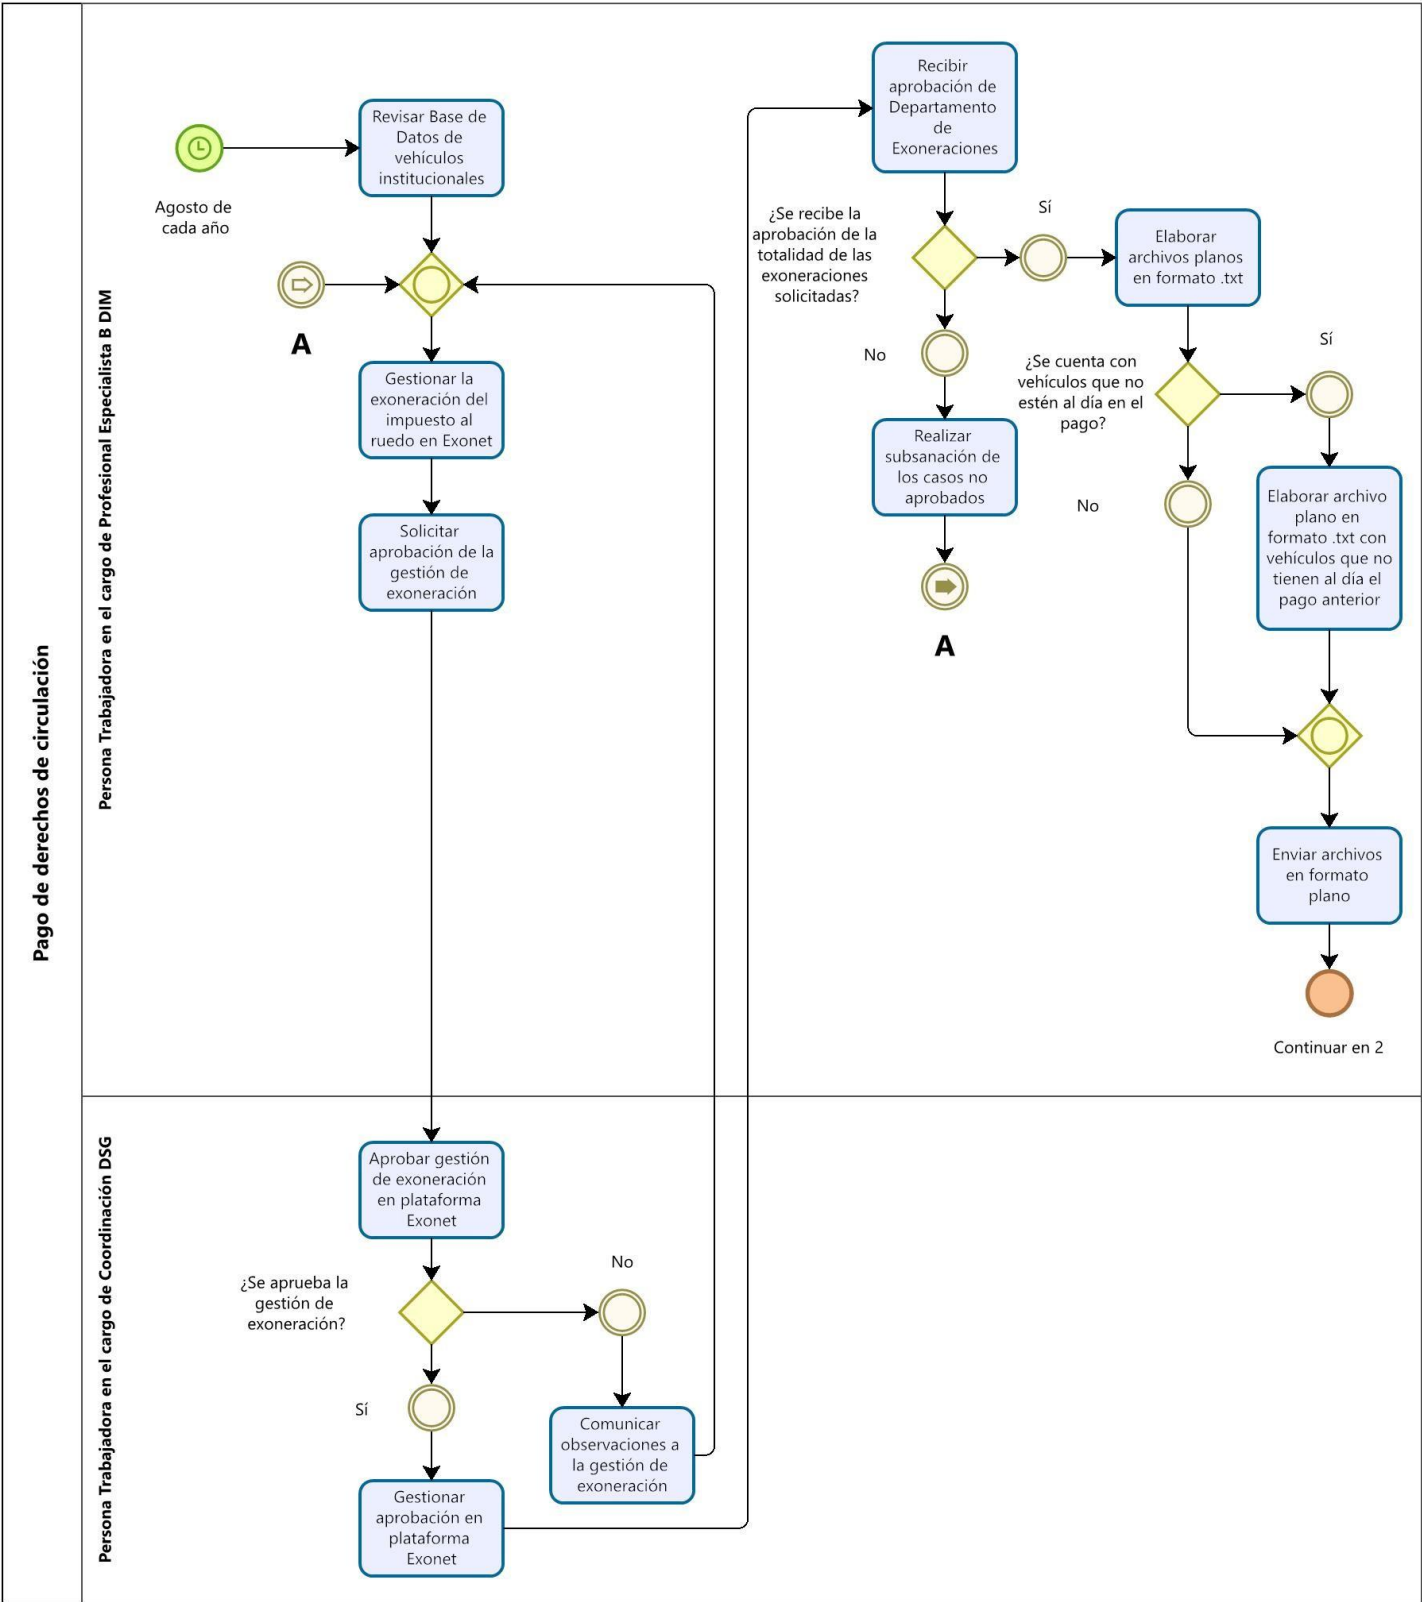 Pago de derechos de circulación
Persona Trabajadora en el cargo de Profesional Especialista B DIM
Agosto de
cada año
Revisar Base de
Datos de
vehículos
institucionales
A
Gestionar la
exoneración del
impuesto al
ruedo en Exonet
Solicitar
aprobación de la
gestión de
exoneración
Recibir
aprobación de
Departamento
de
Exoneraciones
¿Se recibe la
aprobación de la
totalidad de las
exoneraciones
solicitadas?
Sí
No
Realizar
subsanación de
los casos no
aprobados
A
Elaborar
archivos planos
en formato .txt
¿Se cuenta con
vehículos que no
estén al día en el
pago?
Sí
No
Elaborar archivo
plano en
formato .txt con
vehículos que no
tienen al día el
pago anterior
Enviar archivos
en formato
plano
Continuar en 2
Persona Trabajadora en el cargo de Coordinación DSG
Aprobar gestión
de exoneración
en plataforma
Exonet
¿Se aprueba la
gestión de
exoneración?
No
Sí
Comunicar
observaciones a
la gestión de
exoneración
Gestionar
aprobación en
plataforma
Exonet